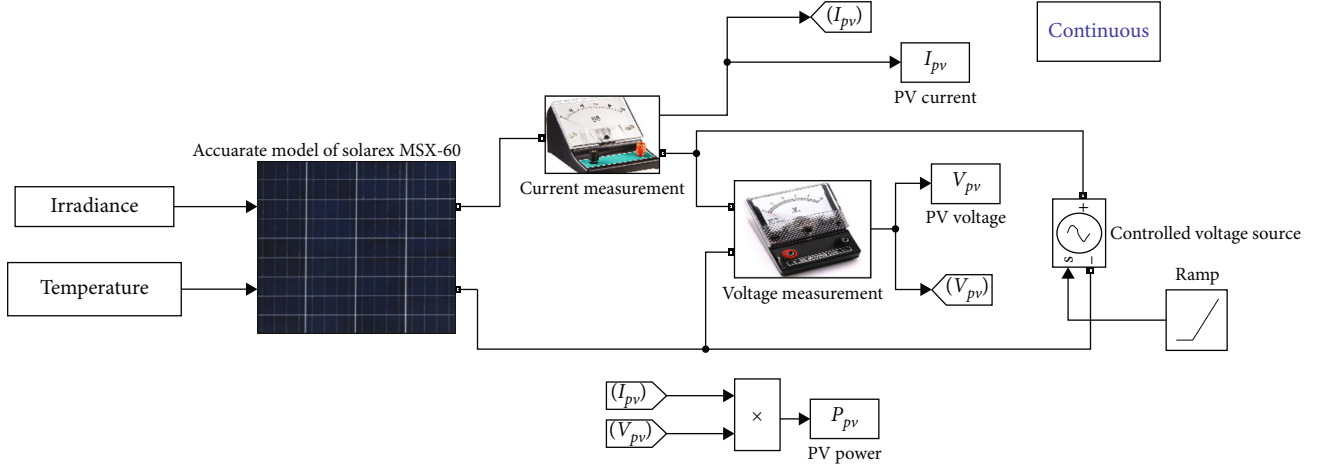 (I_pv)
Continuous
I_pv
PV current
Accuarate model of solarex MSX-60
Current measurement
Irradiance
V_pv
PV voltage
+
Controlled voltage source
s
−
Temperature
Voltage measurement
(V_pv)
Ramp
(I_pv)
×
(V_pv)
P_pv
PV power